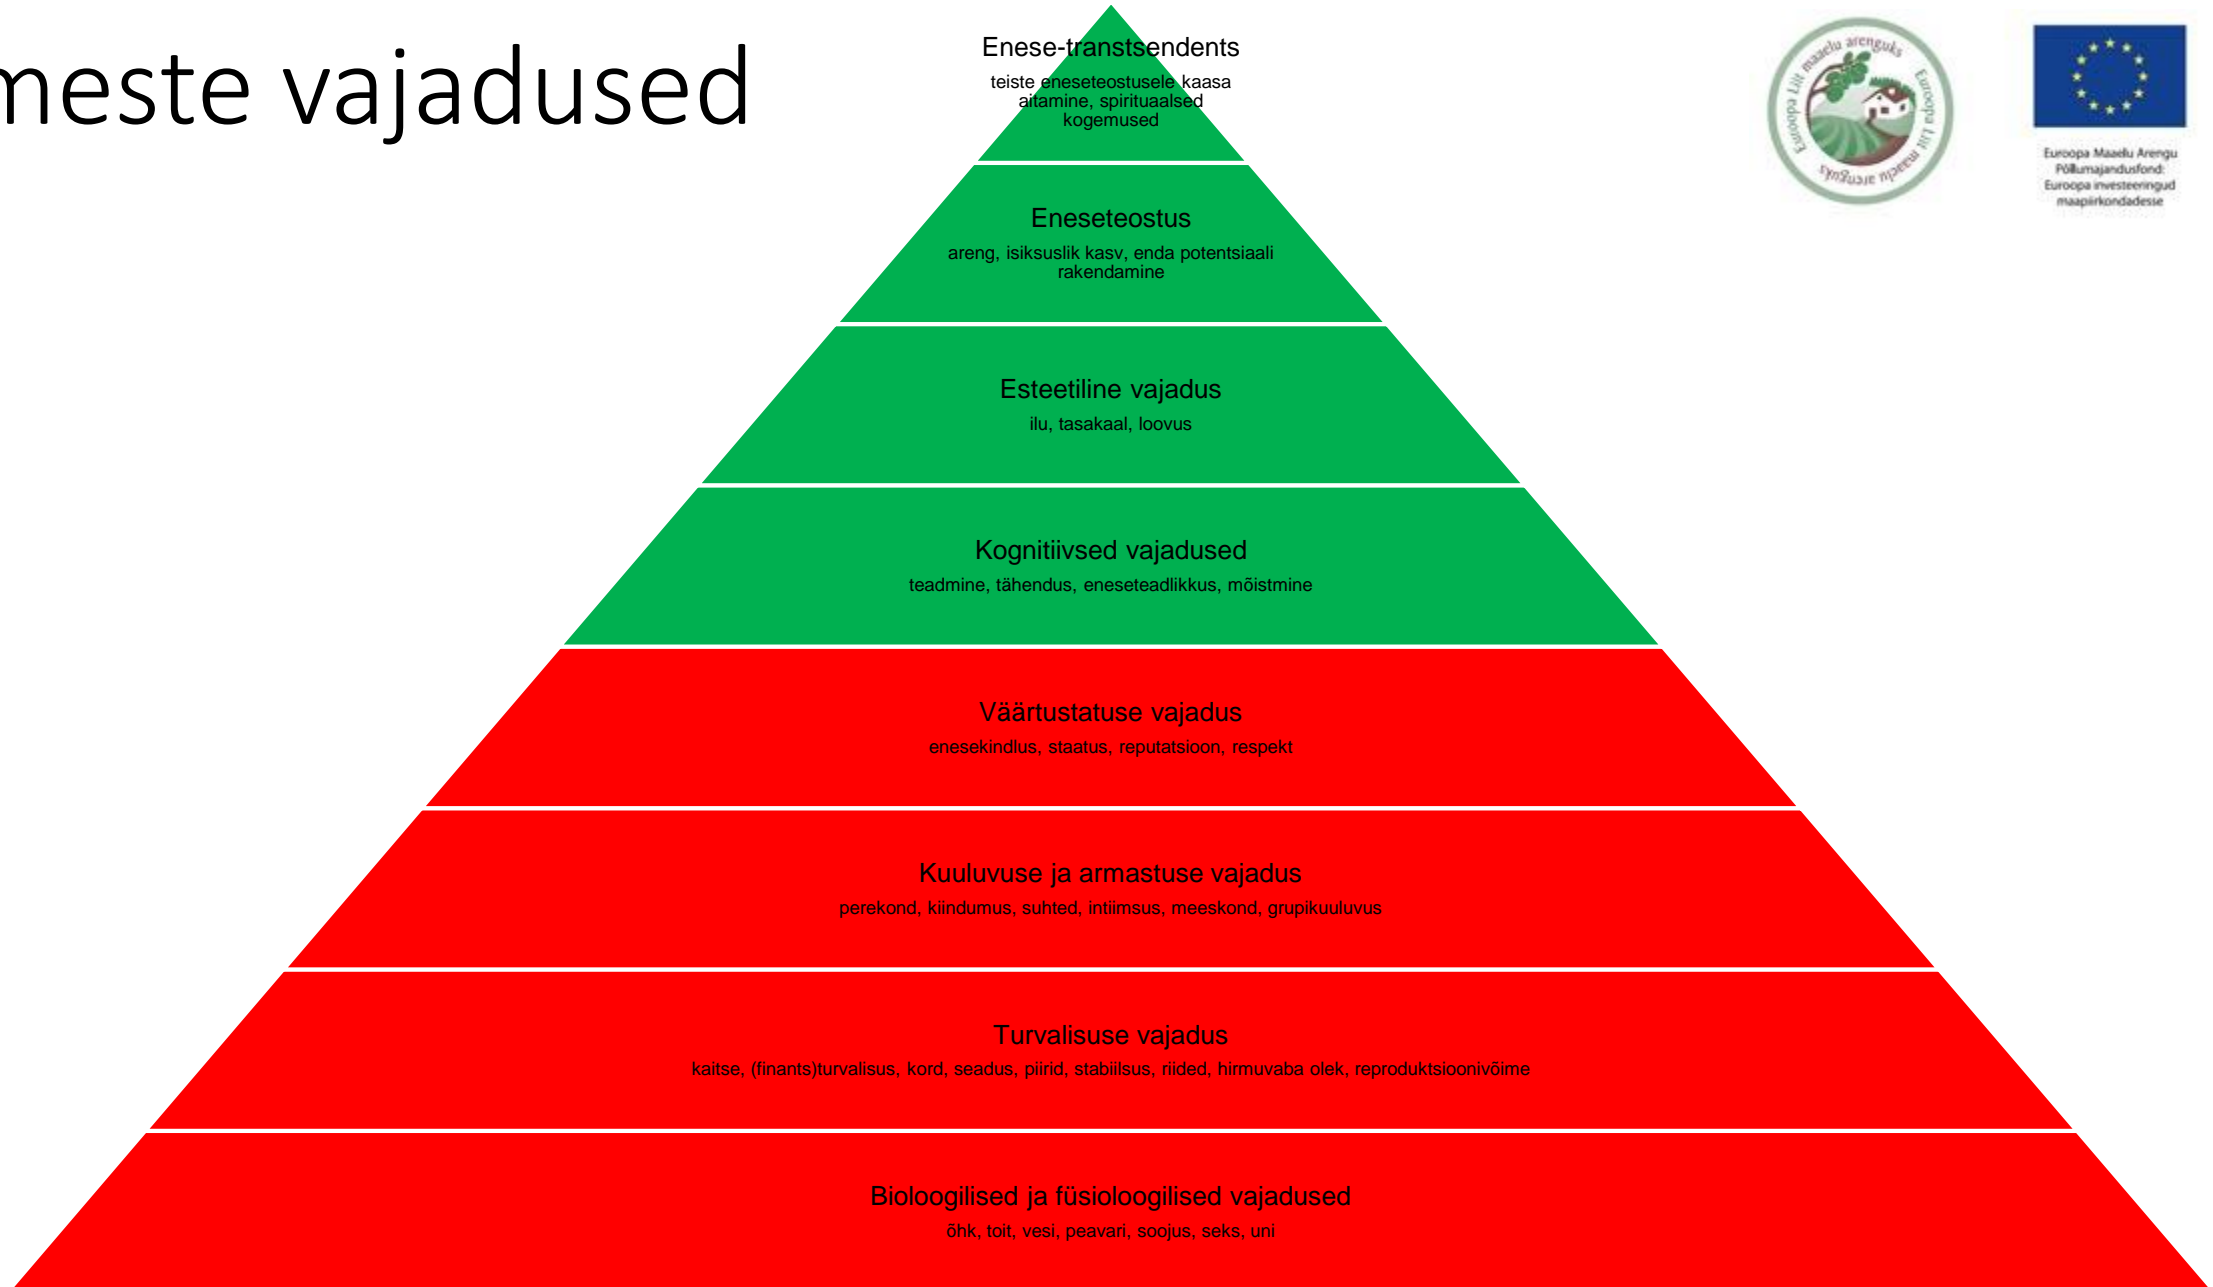 meste vajadused
Enese-transtsendents
teiste eneseteostusele kaasa
aitamine, spirituaalsed
kogemused
Euroopa Liit maaelu arenguks
Euroopa Liit maaelu arenguks
Euroopa Maaelu Arengu
Põllumajandusfond:
Euroopa investeeringud
maapiirkondadesse
Eneseteostus
areng, isiksuslik kasv, enda potentsiaali
rakendamine
Esteetiline vajadus
ilu, tasakaal, loovus
Kognitiivsed vajadused
teadmine, tähendus, eneseteadlikkus, mõistmine
Väärtustatuse vajadus
enesekindlus, staatus, reputatsioon, respekt
Kuuluvuse ja armastuse vajadus
perekond, kiindumus, suhted, intiimsus, meeskond, grupikuuluvus
Turvalisuse vajadus
kaitse, (finants)turvalisus, kord, seadus, piirid, stabiilsus, riided, hirmuvaba olek, reproduktsioonivõime
Bioloogilised ja füsioloogilised vajadused
õhk, toit, vesi, peavari, soojus, seks, uni